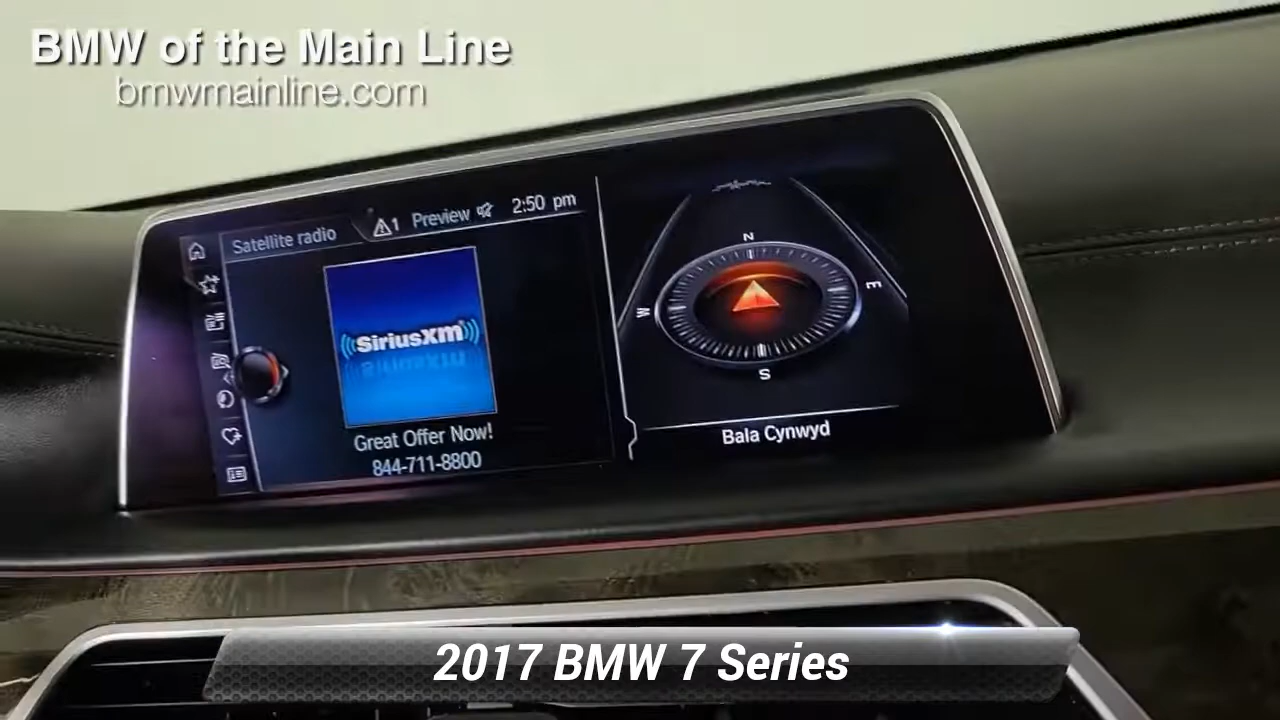 BMW of the Main Line
bmwmainline.com
Satellite radio
1 Preview 2:50 pm
SiriusXm
Great Offer Now!
844-711-8800
N
W E
S
Bala Cynwyd
2017 BMW 7 Series